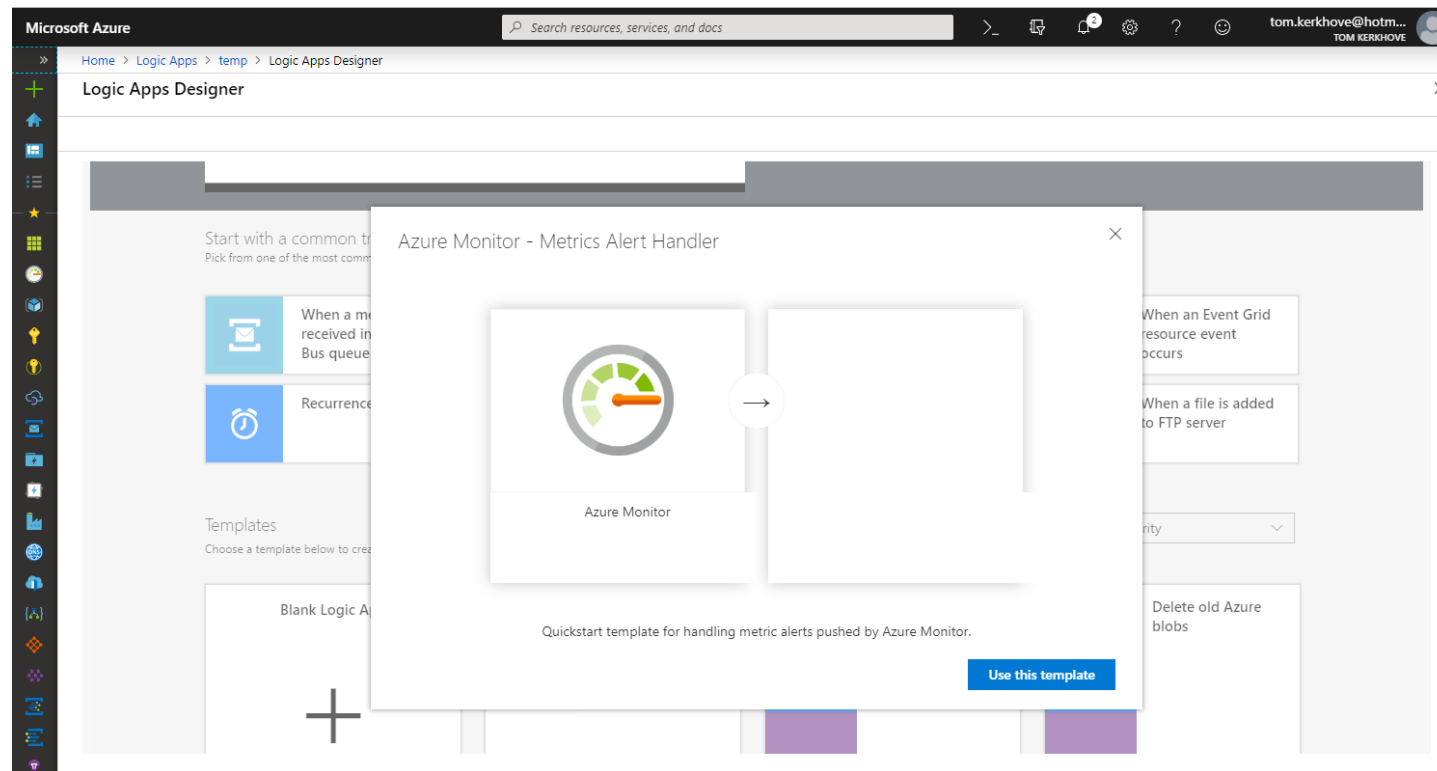 Microsoft Azure
Search resources, services, and docs
2
tom.kerkhove@hotm...
TOM KERKHOVE
Home > Logic Apps > temp > Logic Apps Designer
Logic Apps Designer
Start with a common tr
Pick from one of the most comm
Azure Monitor - Metrics Alert Handler
When a me
received in
Bus queue
When an Event Grid
resource event
occurs
Recurrence
When a file is added
to FTP server
Azure Monitor
Templates
Choose a template below to crea
rity
Blank Logic Ap
Delete old Azure
blobs
Quickstart template for handling metric alerts pushed by Azure Monitor.
Use this template
DNS